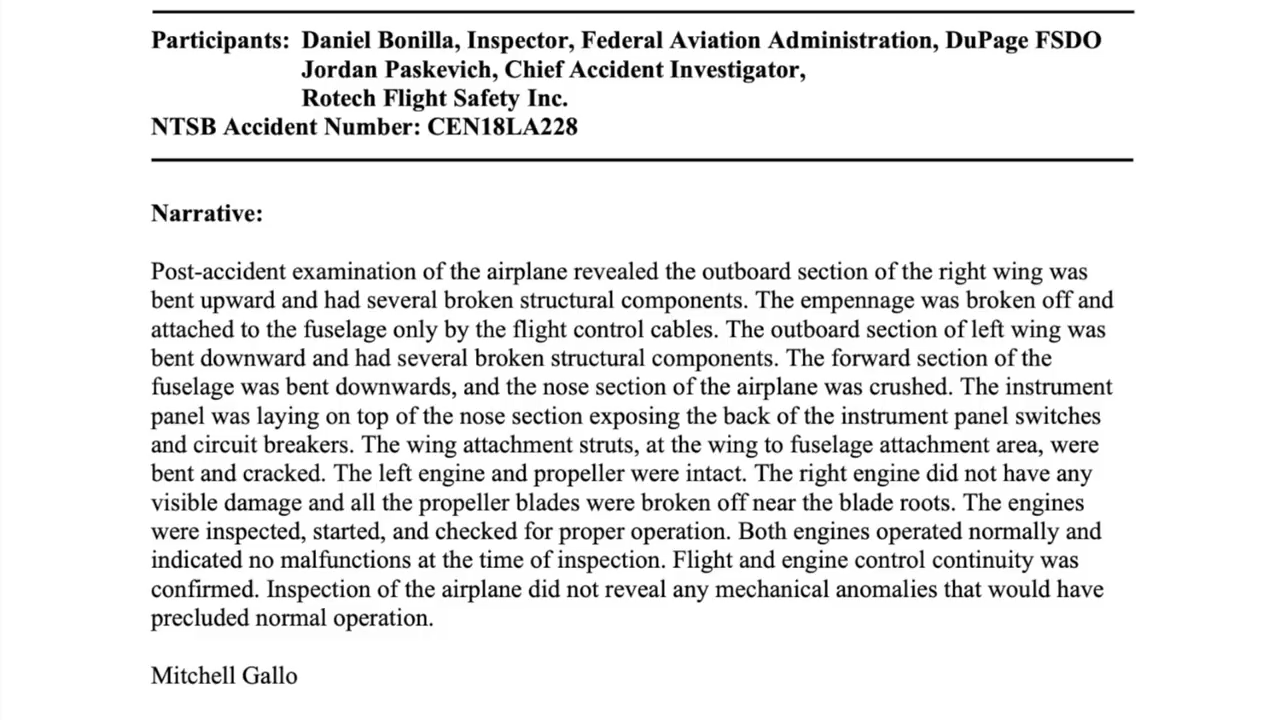 Participants: Daniel Bonilla, Inspector, Federal Aviation Administration, DuPage FSDO
Jordan Paskevich, Chief Accident Investigator,
Rotech Flight Safety Inc.
NTSB Accident Number: CEN18LA228
Narrative:
Post-accident examination of the airplane revealed the outboard section of the right wing was
bent upward and had several broken structural components. The empennage was broken off and
attached to the fuselage only by the flight control cables. The outboard section of left wing was
bent downward and had several broken structural components. The forward section of the
fuselage was bent downwards, and the nose section of the airplane was crushed. The instrument
panel was laying on top of the nose section exposing the back of the instrument panel switches
and circuit breakers. The wing attachment struts, at the wing to fuselage attachment area, were
bent and cracked. The left engine and propeller were intact. The right engine did not have any
visible damage and all the propeller blades were broken off near the blade roots. The engines
were inspected, started, and checked for proper operation. Both engines operated normally and
indicated no malfunctions at the time of inspection. Flight and engine control continuity was
confirmed. Inspection of the airplane did not reveal any mechanical anomalies that would have
precluded normal operation.
Mitchell Gallo